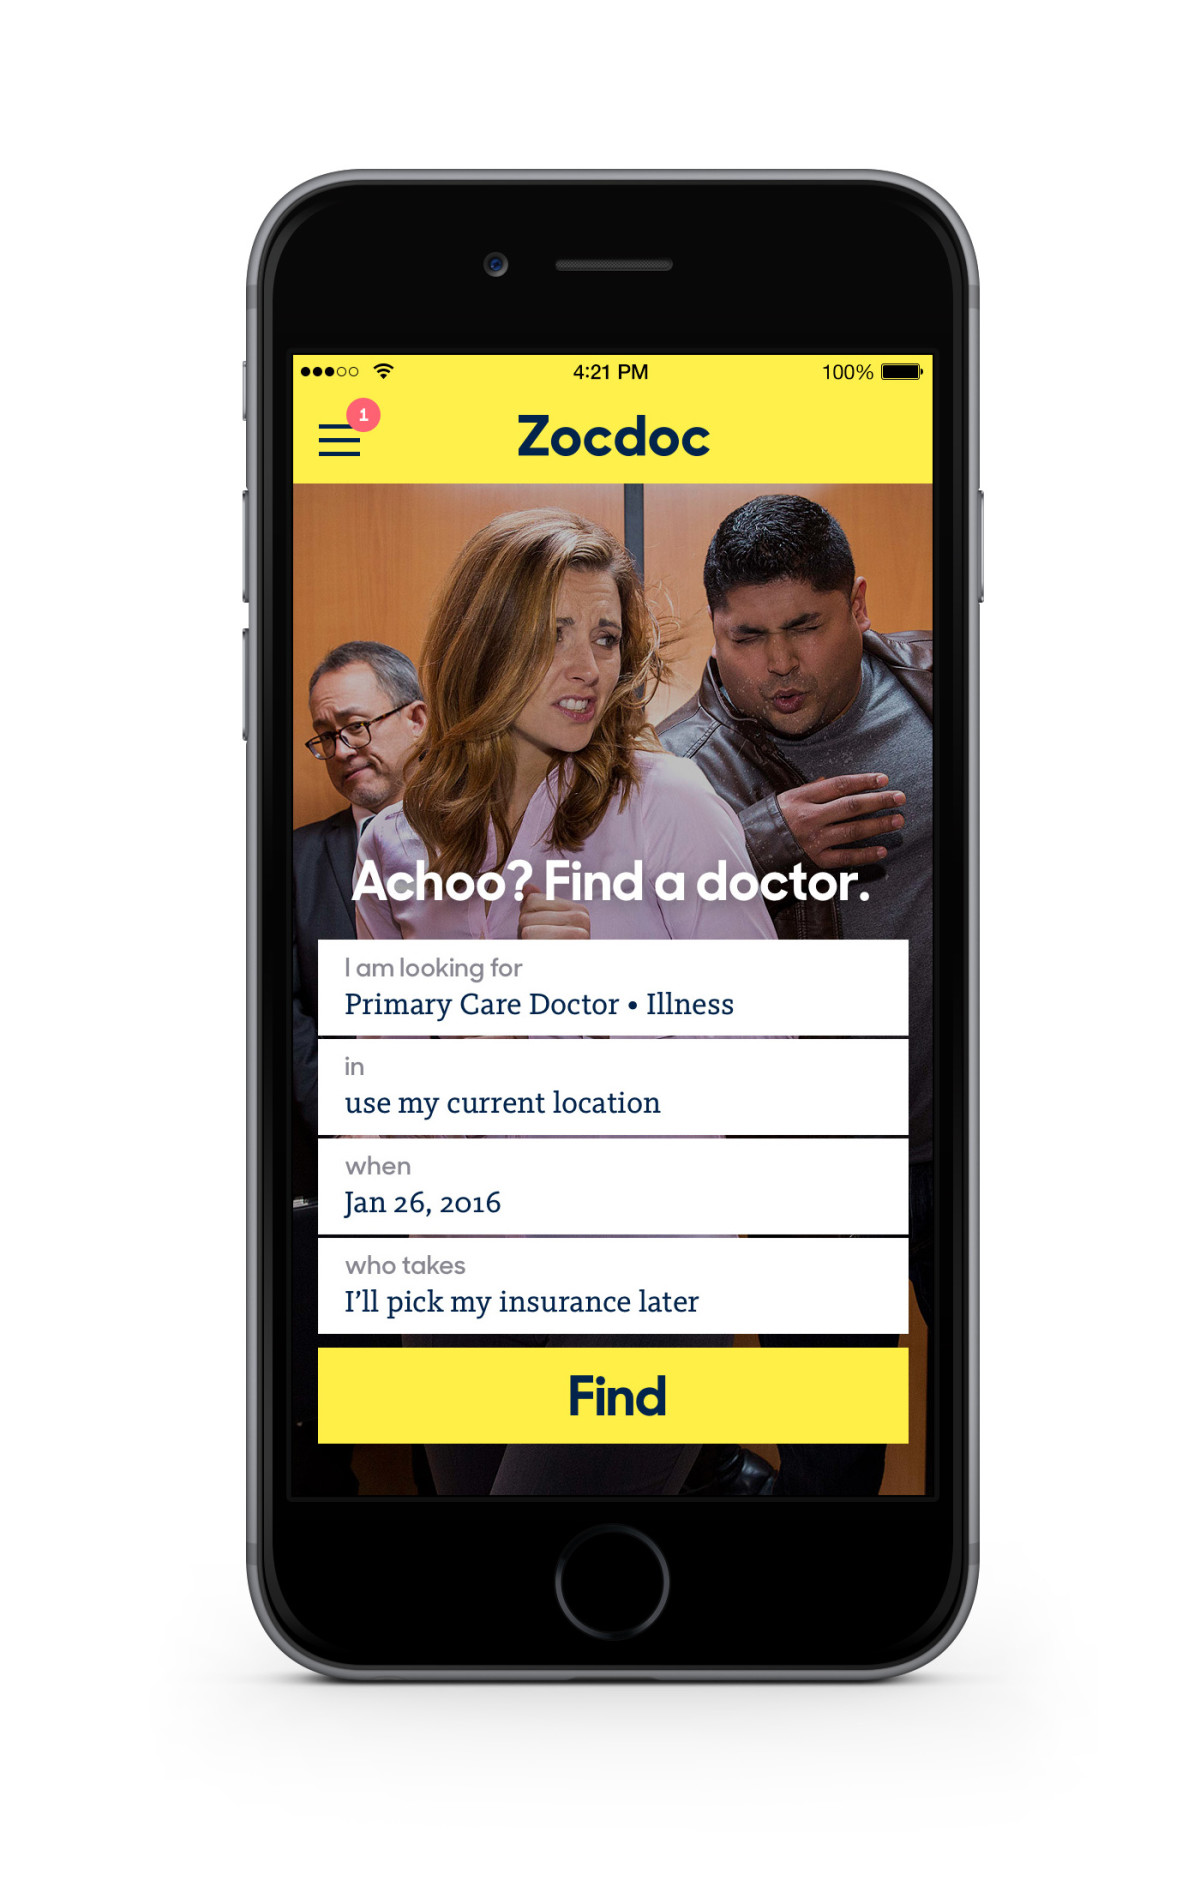 4:21 PM
100%
1
Zocdoc
Achoo? Find a doctor.
I am looking for
Primary Care Doctor • Illness
in
use my current location
when
Jan 26, 2016
who takes
I’ll pick my insurance later
Find